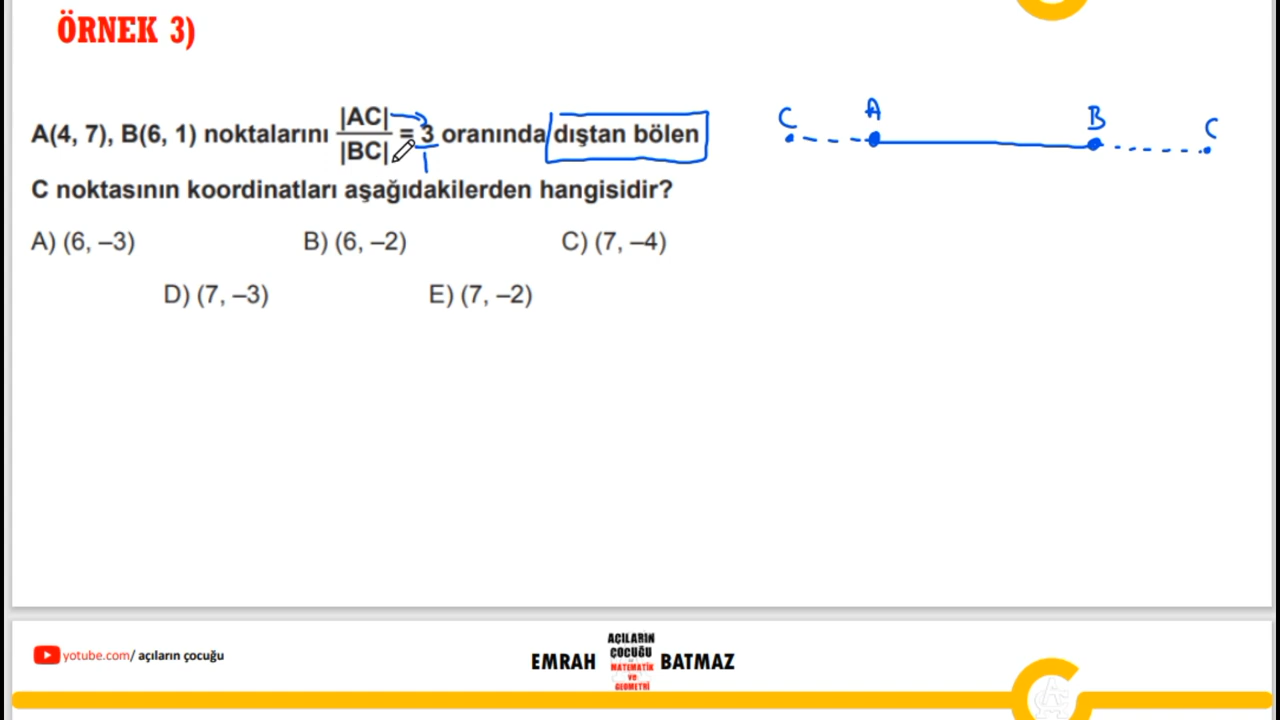 ÖRNEK 3)
A(4, 7), B(6, 1) noktalarını |AC| / |BC| = 3 oranında dıştan bölen
1
C noktasının koordinatları aşağıdakilerden hangisidir?
A) (6, –3) B) (6, –2) C) (7, –4)
D) (7, –3) E) (7, –2)
C A B C
yotube.com/ açıların çocuğu
EMRAH AÇILARIN ÇOCUĞU MATEMATİK ve GEOMETRİ BATMAZ